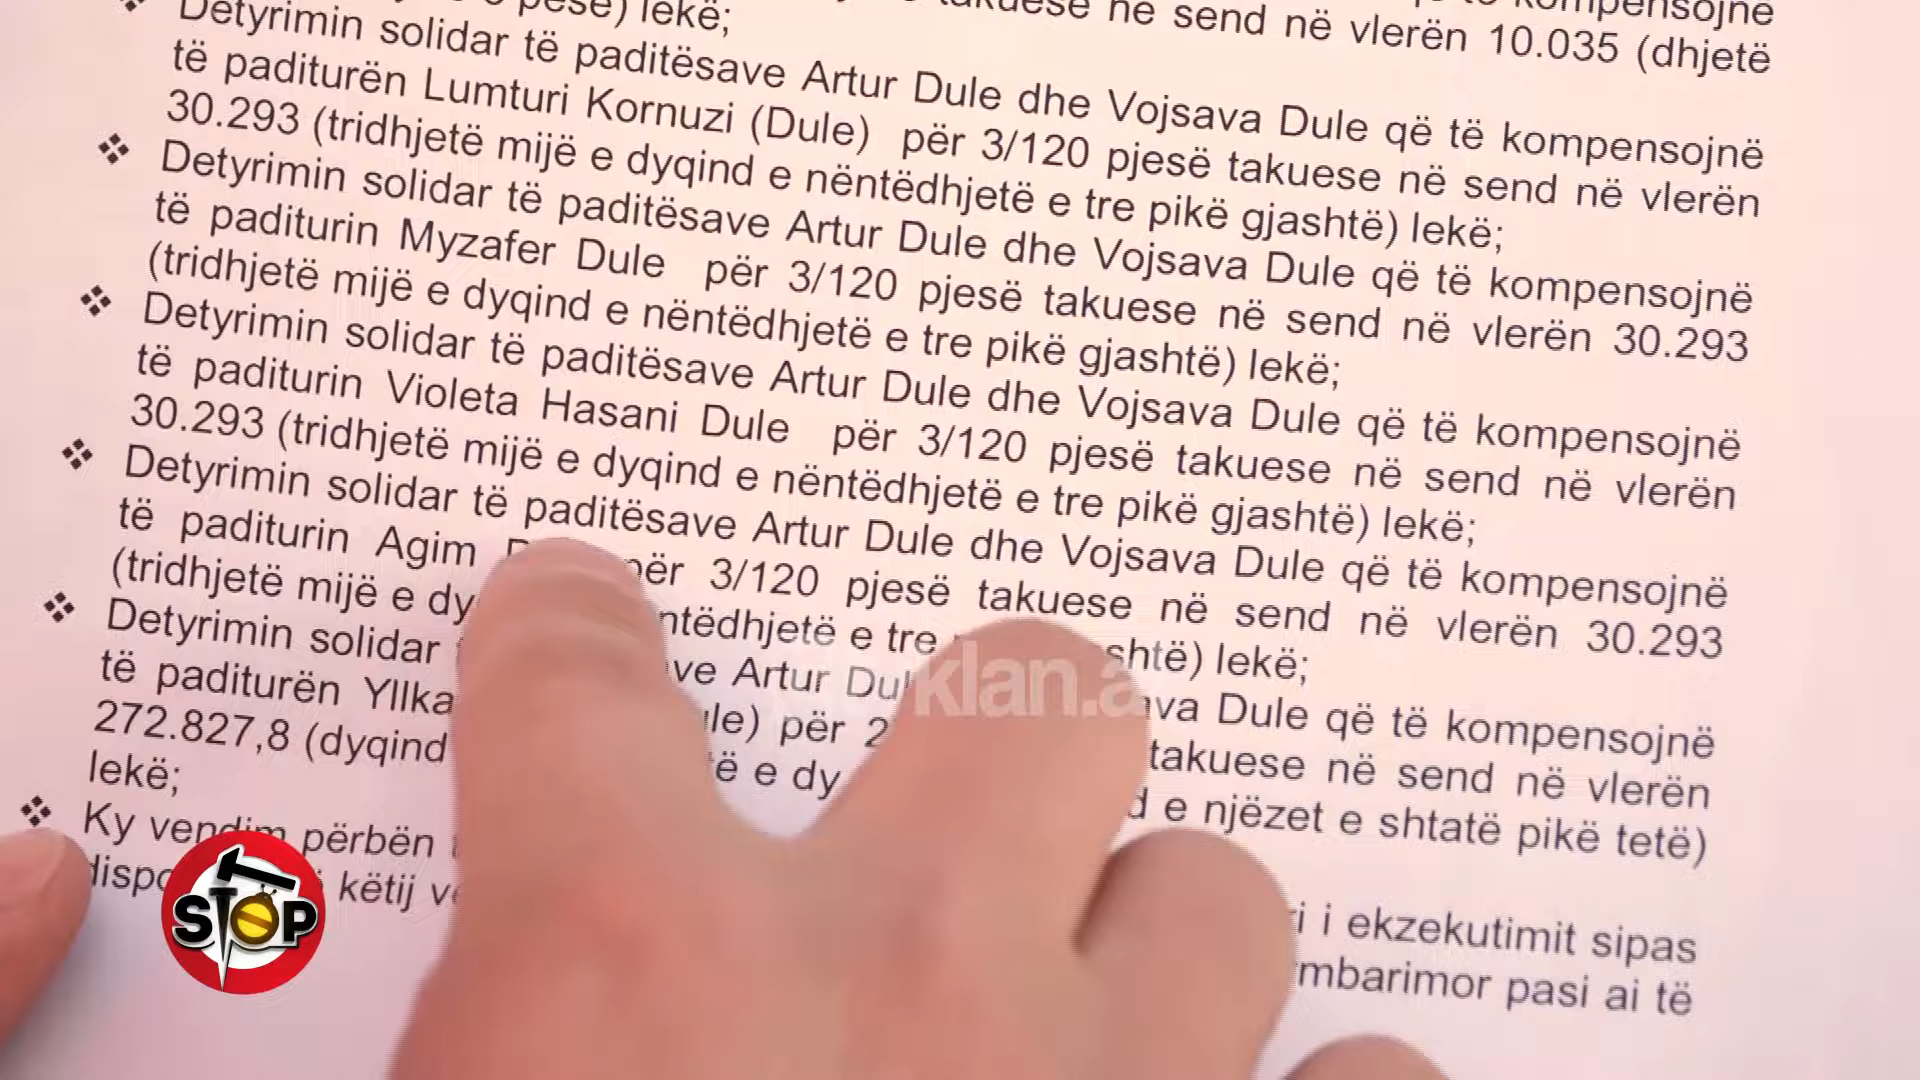 pesë) lekë;
takuese në send në vlerën 10.035 (dhjetë
Detyrimin solidar të paditësave Artur Dule dhe Vojsava Dule që të kompensojnë
të paditurën Lumturi Kornuzi (Dule) për 3/120 pjesë takuese në send në vlerën
30.293 (tridhjetë mijë e dyqind e nëntëdhjetë e tre pikë gjashtë) lekë;
Detyrimin solidar të paditësave Artur Dule dhe Vojsava Dule që të kompensojnë
të paditurin Myzafer Dule për 3/120 pjesë takuese në send në vlerën 30.293
(tridhjetë mijë e dyqind e nëntëdhjetë e tre pikë gjashtë) lekë;
Detyrimin solidar të paditësave Artur Dule dhe Vojsava Dule që të kompensojnë
të paditurin Violeta Hasani Dule për 3/120 pjesë takuese në send në vlerën
30.293 (tridhjetë mijë e dyqind e nëntëdhjetë e tre pikë gjashtë) lekë;
Detyrimin solidar të paditësave Artur Dule dhe Vojsava Dule që të kompensojnë
të paditurin Agim për 3/120 pjesë takuese në send në vlerën 30.293
(tridhjetë mijë e dy ntëdhjetë e tre shtë) lekë;
Detyrimin solidar ve Artur Dul va Dule që të kompensojnë
të paditurën Yllka le) për 2 takuese në send në vlerën
272.827,8 (dyqind ë e dy d e njëzet e shtatë pikë tetë)
lekë;
Ky vendim përbën i ekzekutimit sipas
këtij mbarimor pasi ai të
klan.a
STOP